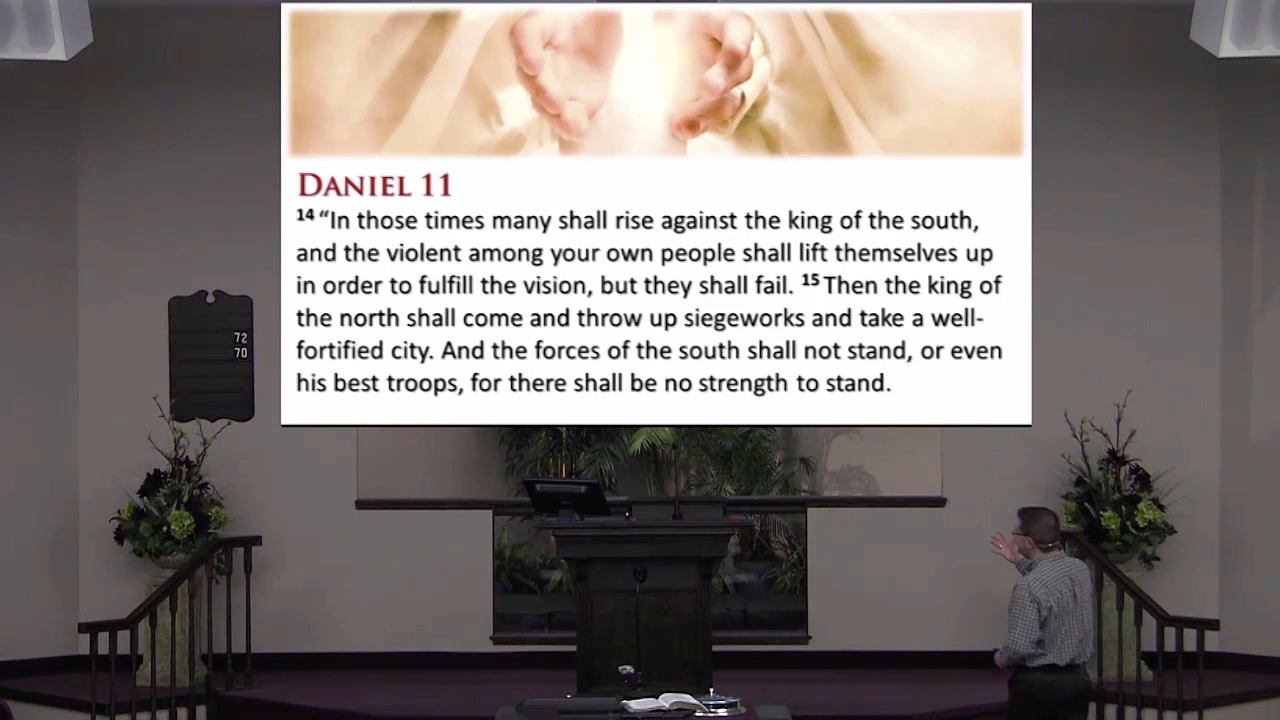 DANIEL 11
14 “In those times many shall rise against the king of the south,
and the violent among your own people shall lift themselves up
in order to fulfill the vision, but they shall fail. 15 Then the king of
the north shall come and throw up siegeworks and take a well-
fortified city. And the forces of the south shall not stand, or even
his best troops, for there shall be no strength to stand.
72
70